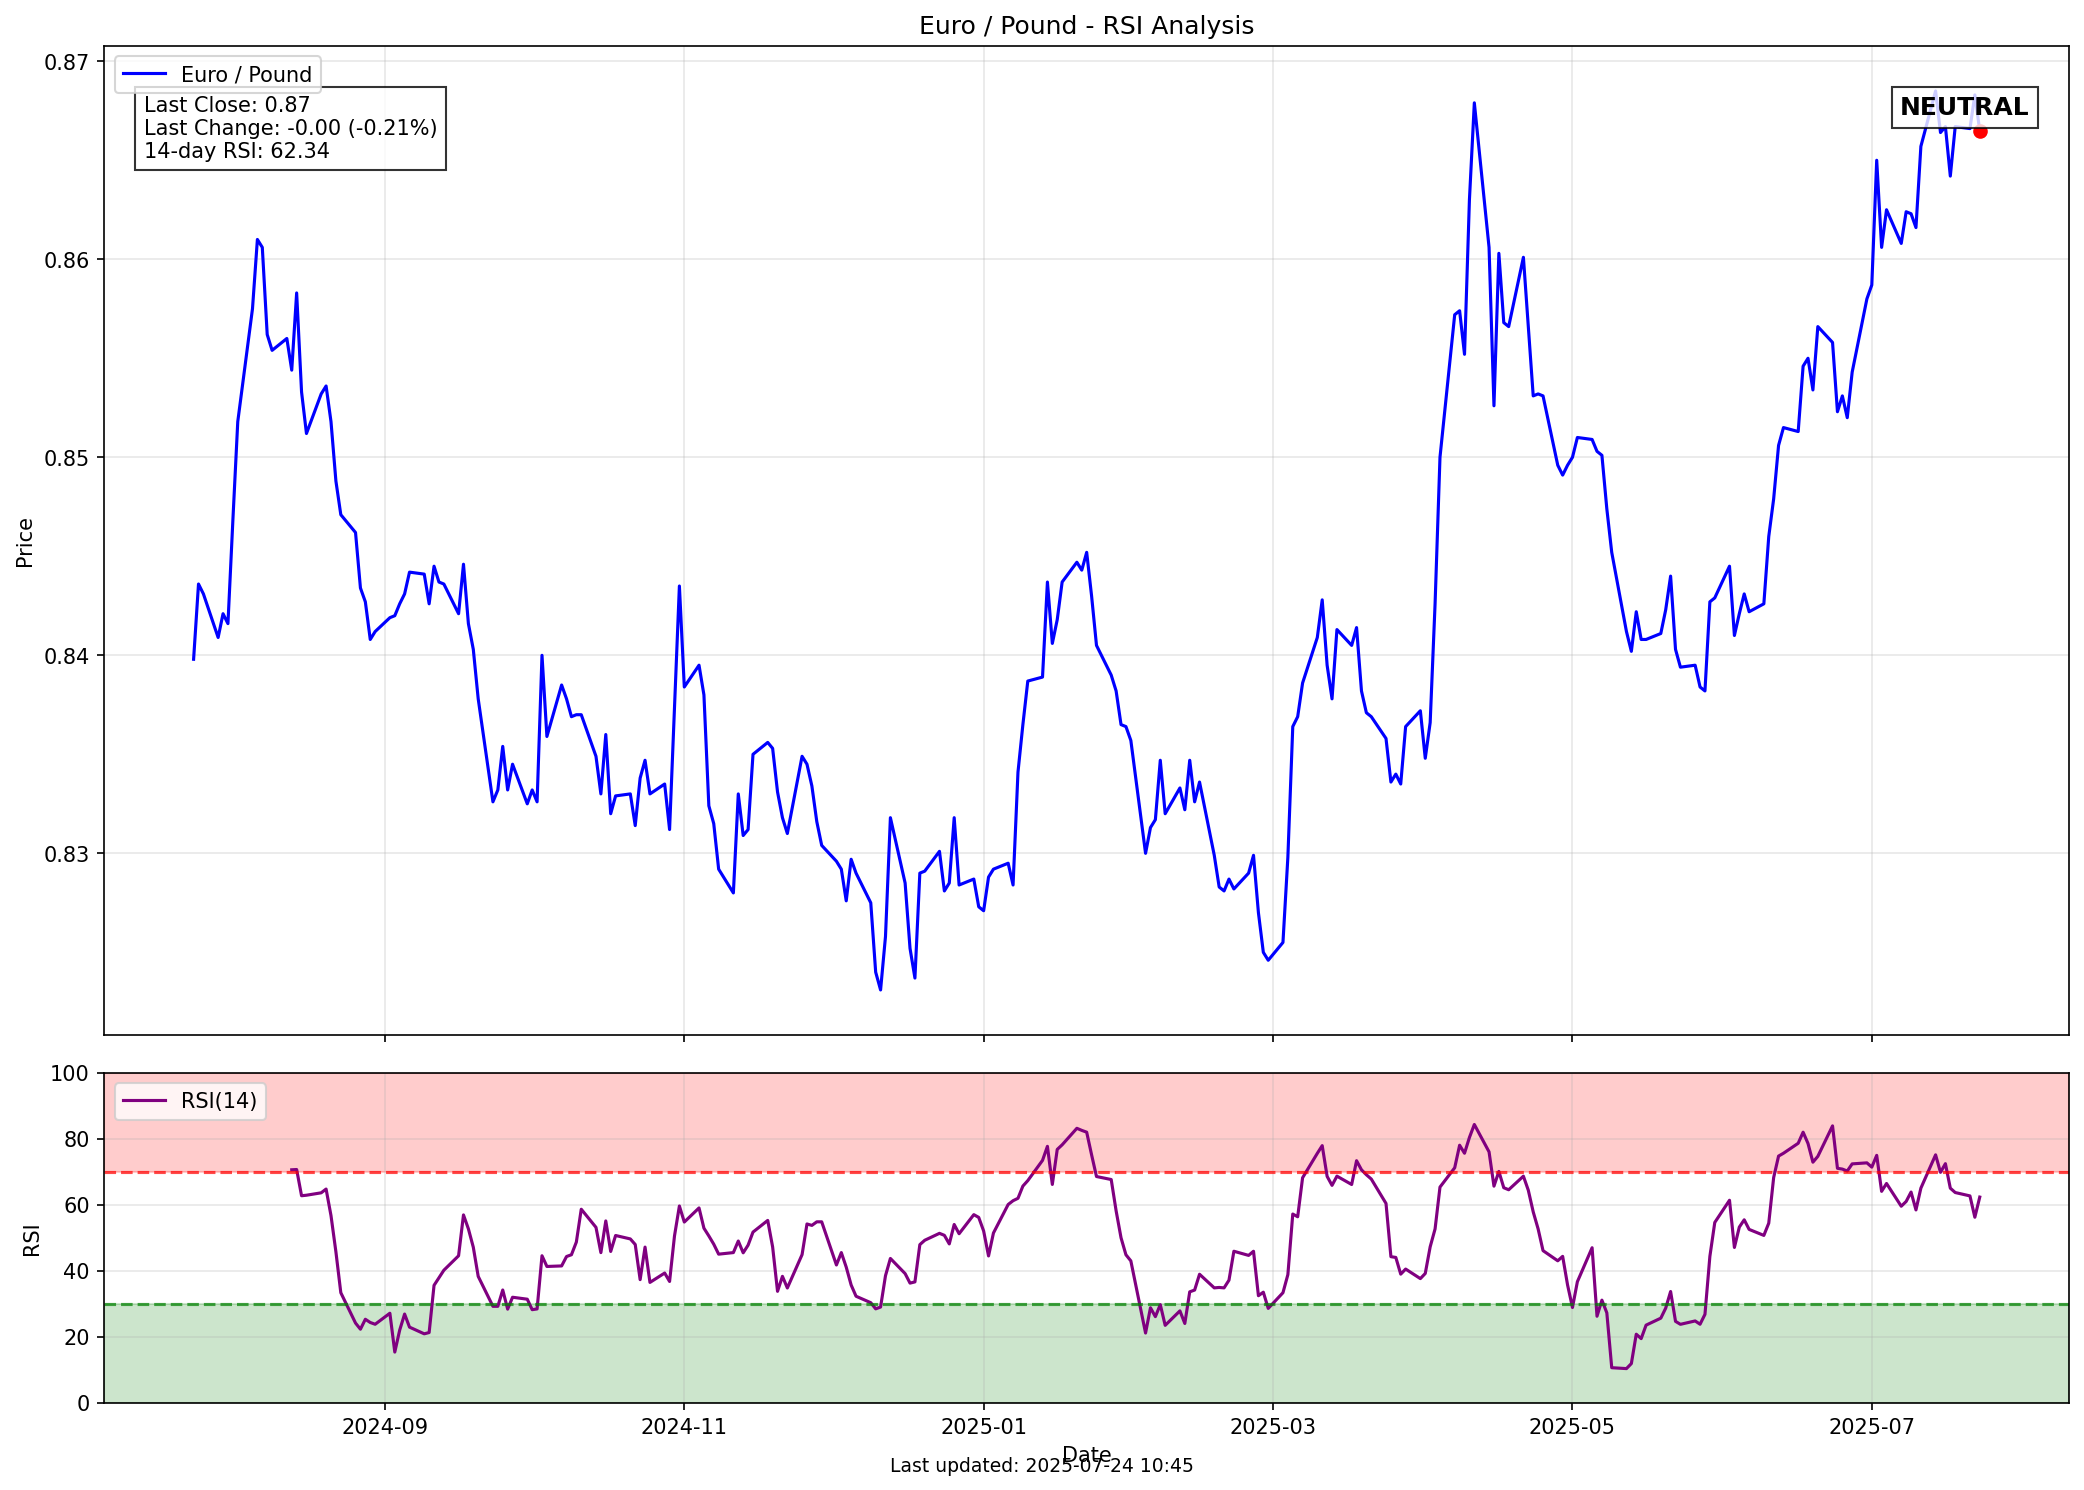 Euro / Pound - RSI Analysis
Euro / Pound
Last Close: 0.87
Last Change: -0.00 (-0.21%)
14-day RSI: 62.34
NEUTRAL
0.87
0.86
0.85
0.84
0.83
Price
RSI(14)
100
80
60
40
20
0
RSI
2024-09
2024-11
2025-01
2025-03
2025-05
2025-07
Date
Last updated: 2025-07-24 10:45